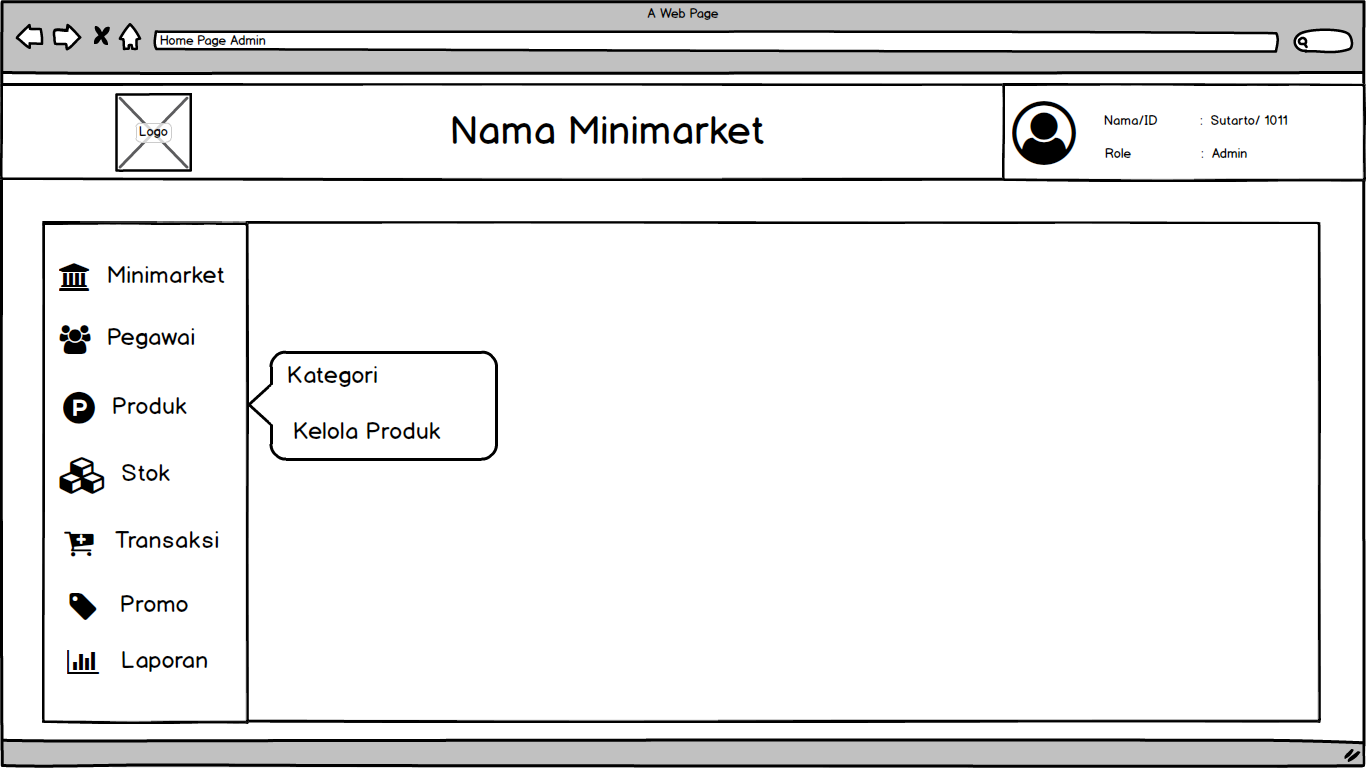 A Web Page
Home Page Admin
Logo
Nama Minimarket
Nama/ID : Sutarto/ 1011
Role : Admin
Minimarket
Pegawai
Kategori
P Produk
Kelola Produk
Stok
Transaksi
Promo
Laporan